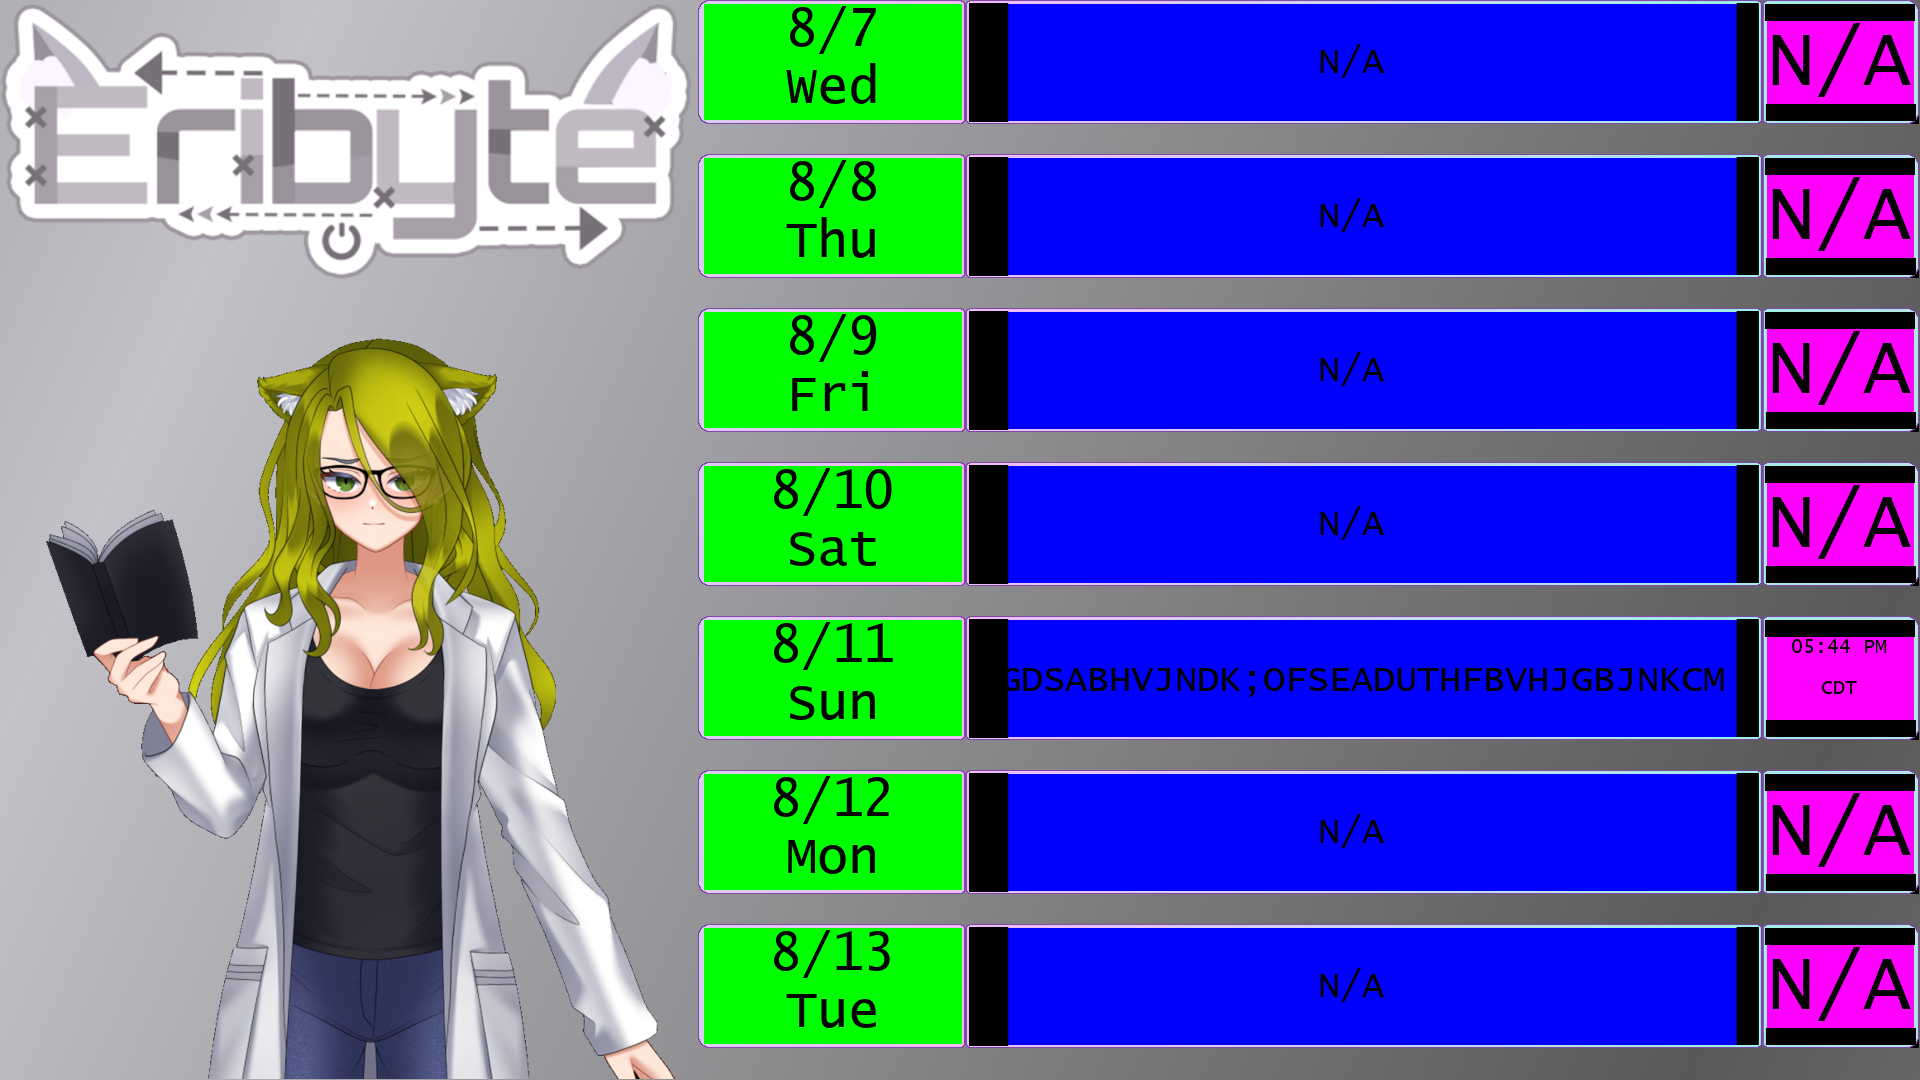 Eribyte
8/7
Wed
N/A
N/A
8/8
Thu
N/A
N/A
8/9
Fri
N/A
N/A
8/10
Sat
N/A
N/A
8/11
Sun
GDSABHVJNDK;OFSEADUTHFBVHJGBJNKCM
05:44 PM
CDT
8/12
Mon
N/A
N/A
8/13
Tue
N/A
N/A